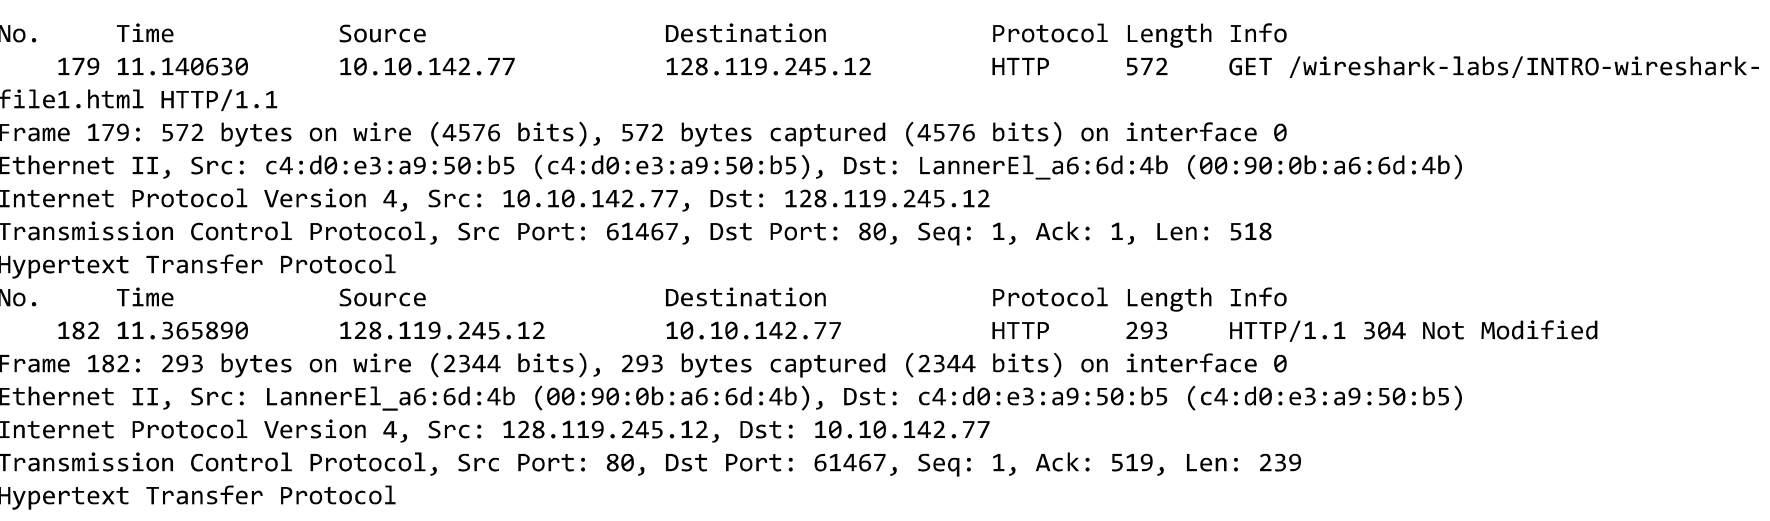 No. Time Source Destination Protocol Length Info
179 11.140630 10.10.142.77 128.119.245.12 HTTP 572 GET /wireshark-labs/INTRO-wireshark-
file1.html HTTP/1.1
Frame 179: 572 bytes on wire (4576 bits), 572 bytes captured (4576 bits) on interface 0
Ethernet II, Src: c4:d0:e3:a9:50:b5 (c4:d0:e3:a9:50:b5), Dst: LannerEl_a6:6d:4b (00:90:0b:a6:6d:4b)
Internet Protocol Version 4, Src: 10.10.142.77, Dst: 128.119.245.12
Transmission Control Protocol, Src Port: 61467, Dst Port: 80, Seq: 1, Ack: 1, Len: 518
Hypertext Transfer Protocol
No. Time Source Destination Protocol Length Info
182 11.365890 128.119.245.12 10.10.142.77 HTTP 293 HTTP/1.1 304 Not Modified
Frame 182: 293 bytes on wire (2344 bits), 293 bytes captured (2344 bits) on interface 0
Ethernet II, Src: LannerEl_a6:6d:4b (00:90:0b:a6:6d:4b), Dst: c4:d0:e3:a9:50:b5 (c4:d0:e3:a9:50:b5)
Internet Protocol Version 4, Src: 128.119.245.12, Dst: 10.10.142.77
Transmission Control Protocol, Src Port: 80, Dst Port: 61467, Seq: 1, Ack: 519, Len: 239
Hypertext Transfer Protocol